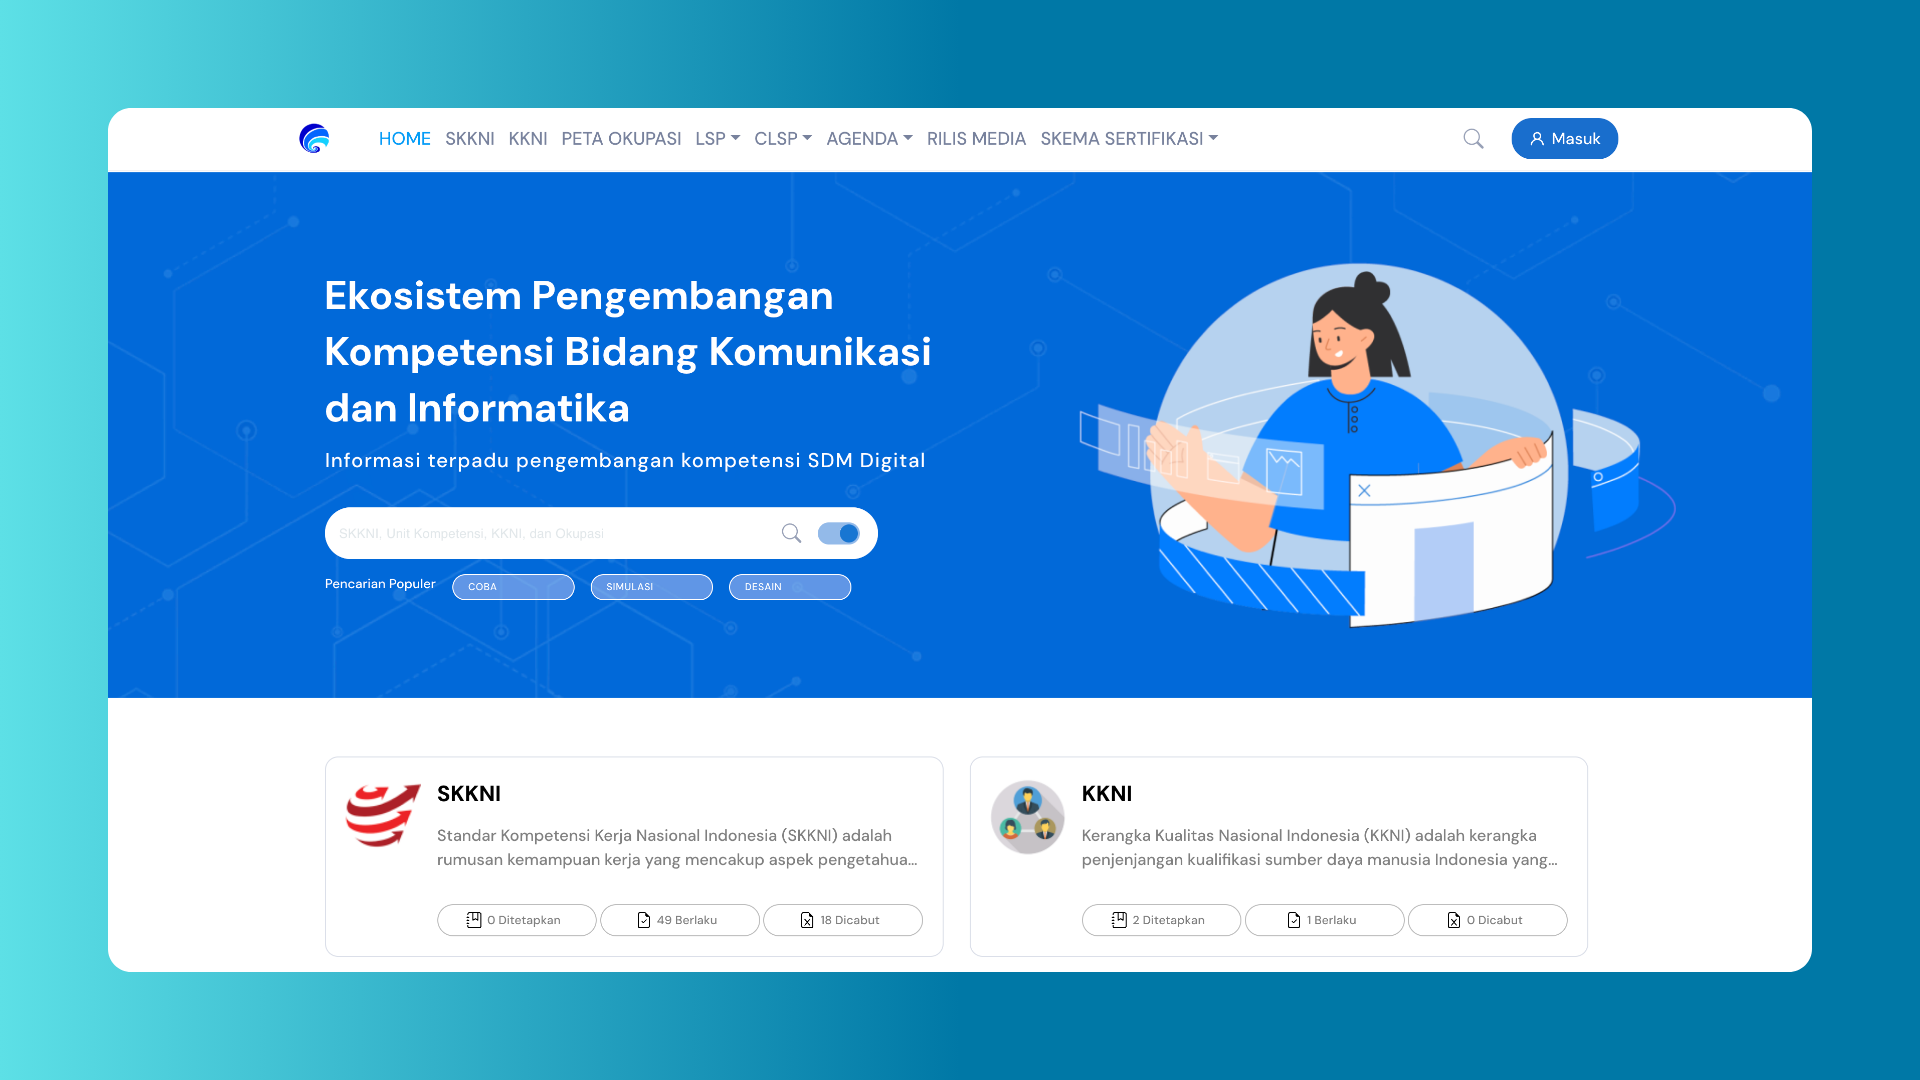 HOME SKKNI KKNI PETA OKUPASI LSP CLSP AGENDA RILIS MEDIA SKEMA SERTIFIKASI Masuk
Ekosistem Pengembangan
Kompetensi Bidang Komunikasi
dan Informatika
Informasi terpadu pengembangan kompetensi SDM Digital
SKKNI, Unit Kompetensi, KKNI, dan Okupasi
Pencarian Populer COBA SIMULASI DESAIN
SKKNI
Standar Kompetensi Kerja Nasional Indonesia (SKKNI) adalah
rumusan kemampuan kerja yang mencakup aspek pengetahua...
0 Ditetapkan 49 Berlaku 18 Dicabut
KKNI
Kerangka Kualitas Nasional Indonesia (KKNI) adalah kerangka
penjenjangan kualifikasi sumber daya manusia Indonesia yang...
2 Ditetapkan 1 Berlaku 0 Dicabut